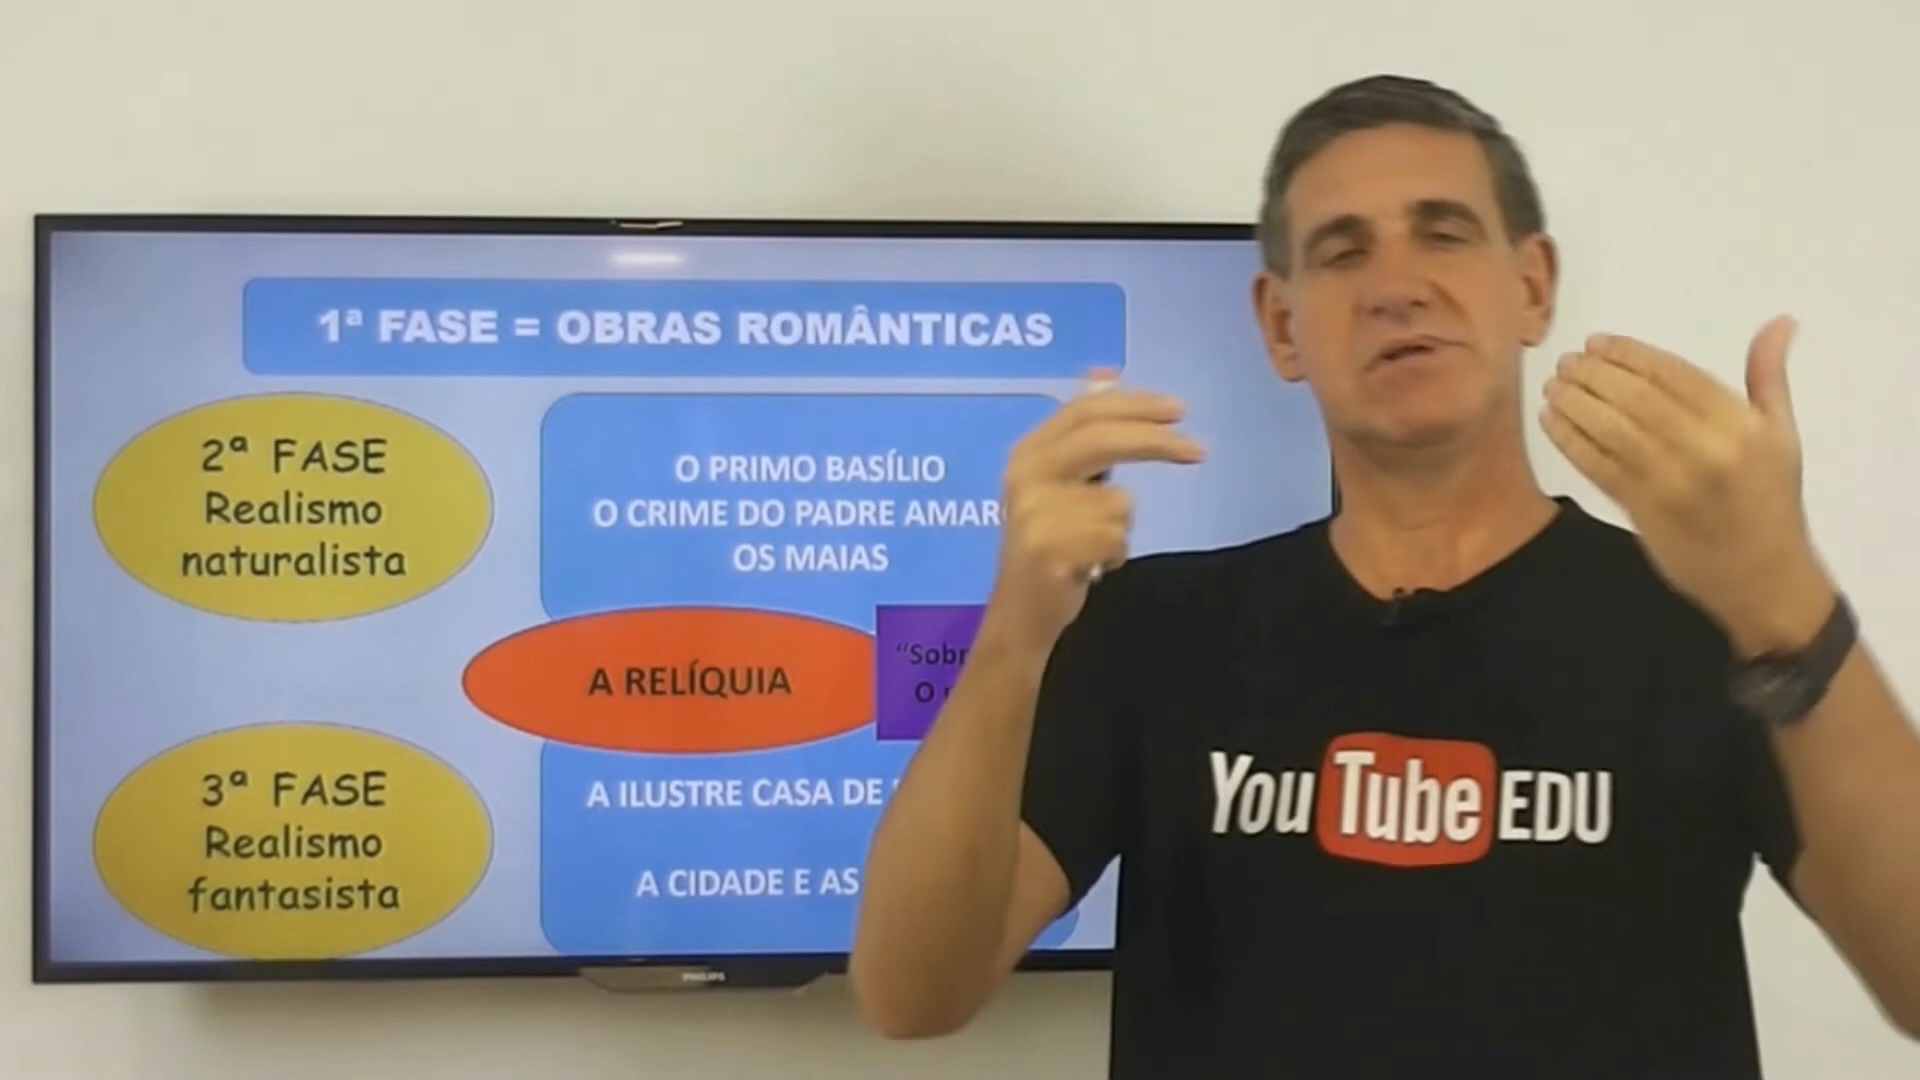 1ª FASE = OBRAS ROMÂNTICAS
2ª FASE
Realismo
naturalista
O PRIMO BASÍLIO
O CRIME DO PADRE AMAR
OS MAIAS
A RELÍQUIA
“Sobr
O
3ª FASE
Realismo
fantasista
A ILUSTRE CASA DE
A CIDADE E AS
PHILIPS
YouTube EDU